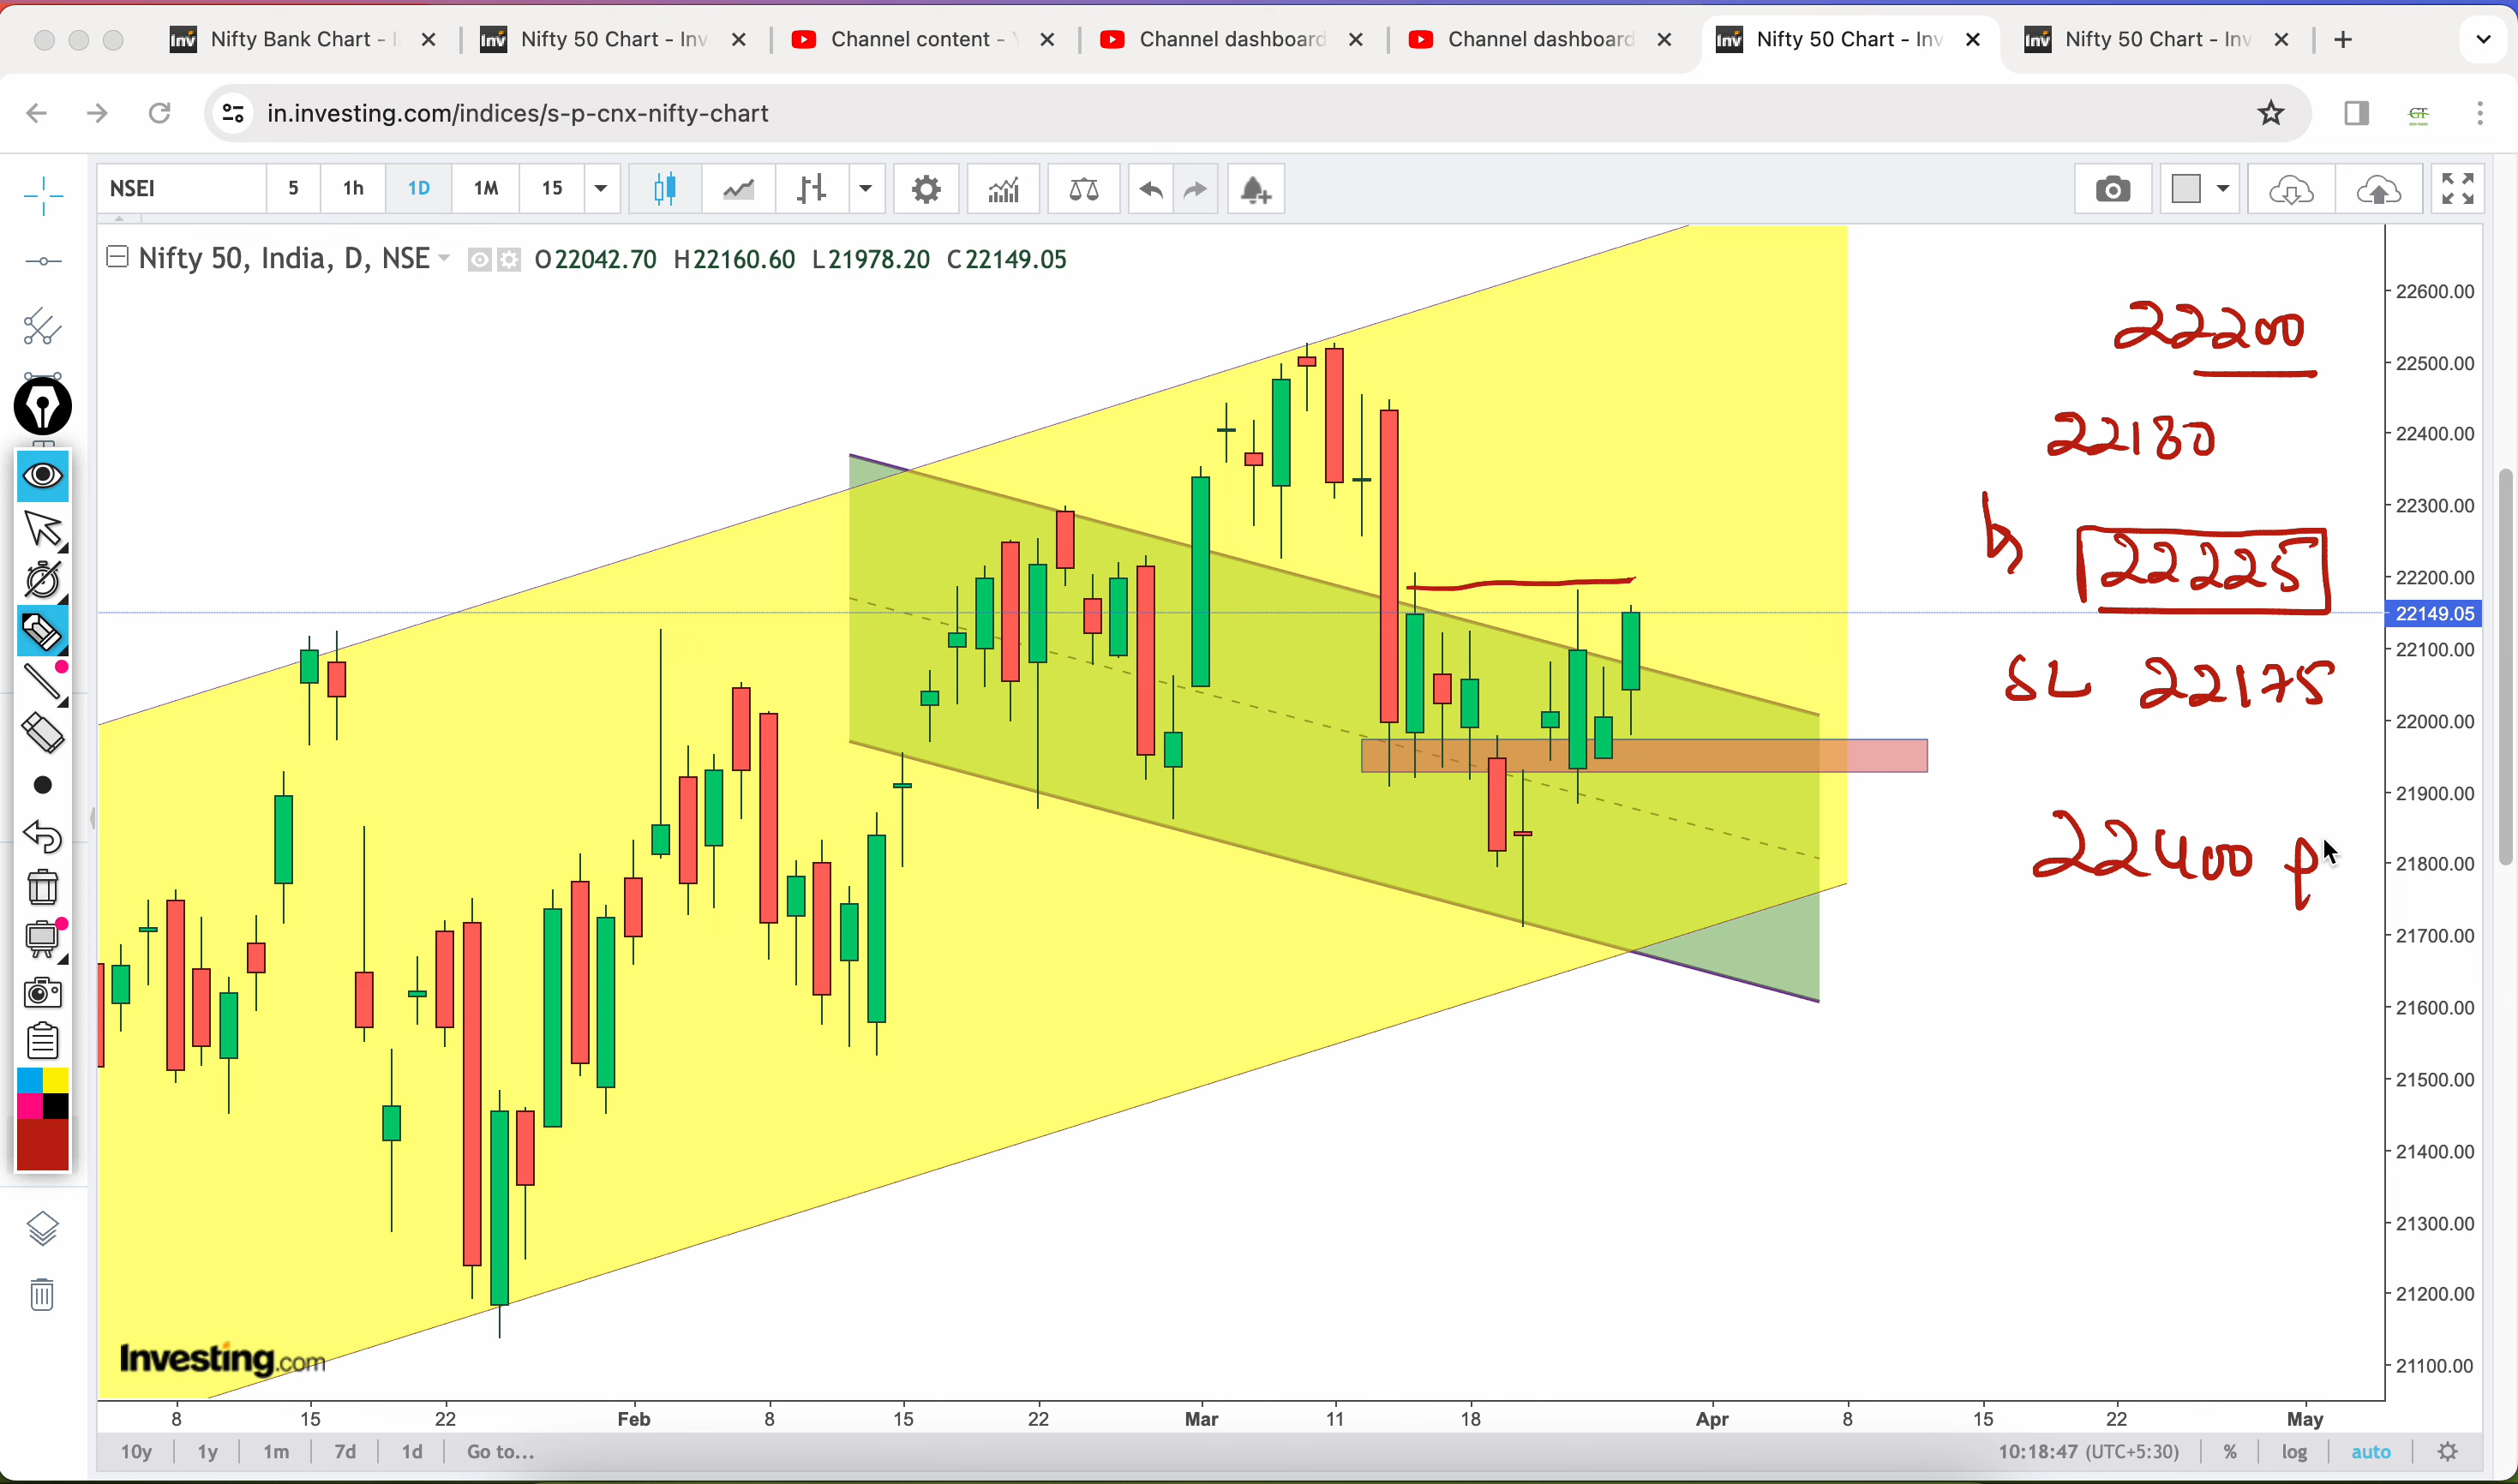 Nifty Bank Chart - I
Nifty 50 Chart - Inv
Channel content - Y
Channel dashboard
Channel dashboard
Nifty 50 Chart - Inv
Nifty 50 Chart - Inv
in.investing.com/indices/s-p-cnx-nifty-chart
NSEI 5 1h 1D 1M 15
Nifty 50, India, D, NSE O22042.70 H22160.60 L21978.20 C22149.05
22600.00
22500.00
22400.00
22300.00
22200.00
22149.05
22100.00
22000.00
21900.00
21800.00
21700.00
21600.00
21500.00
21400.00
21300.00
21200.00
21100.00
22200
22180
22225
SL 22175
22400 p
Investing.com
8 15 22 Feb 8 15 22 Mar 11 18 Apr 8 15 22 May
10y 1y 1m 7d 1d Go to... 10:18:47 (UTC+5:30) % log auto